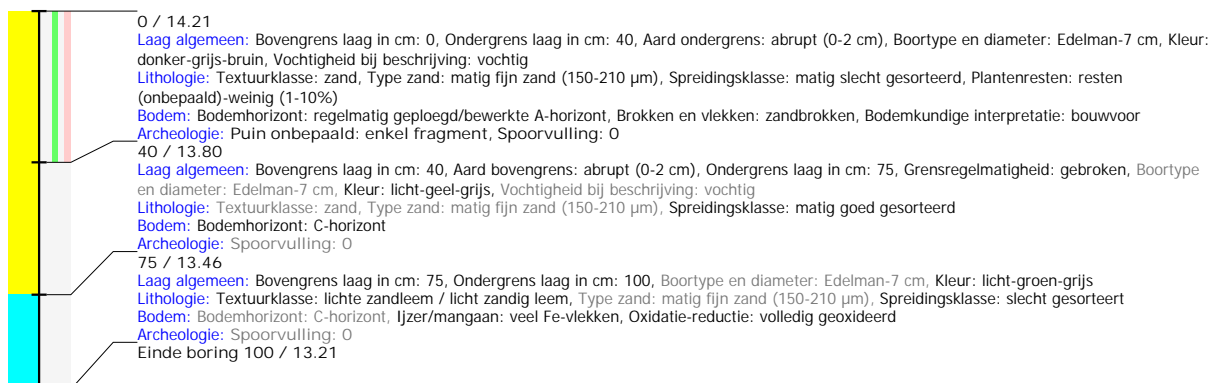 0 / 14.21
Laag algemeen: Bovengrens laag in cm: 0, Ondergrens laag in cm: 40, Aard ondergrens: abrupt (0-2 cm), Boortype en diameter: Edelman-7 cm, Kleur:
donker-grijs-bruin, Vochtigheid bij beschrijving: vochtig
Lithologie: Textuurklasse: zand, Type zand: matig fijn zand (150-210 µm), Spreidingsklasse: matig slecht gesorteerd, Plantenresten: resten
(onbepaald)-weinig (1-10%)
Bodem: Bodemhorizont: regelmatig geploegd/bewerkte A-horizont, Brokken en vlekken: zandbrokken, Bodemkundige interpretatie: bouwvoor
Archeologie: Puin onbepaald: enkel fragment, Spoorvulling: 0
40 / 13.80
Laag algemeen: Bovengrens laag in cm: 40, Aard bovengrens: abrupt (0-2 cm), Ondergrens laag in cm: 75, Grensregelmatigheid: gebroken, Boortype
en diameter: Edelman-7 cm, Kleur: licht-geel-grijs, Vochtigheid bij beschrijving: vochtig
Lithologie: Textuurklasse: zand, Type zand: matig fijn zand (150-210 µm), Spreidingsklasse: matig goed gesorteerd
Bodem: Bodemhorizont: C-horizont
Archeologie: Spoorvulling: 0
75 / 13.46
Laag algemeen: Bovengrens laag in cm: 75, Ondergrens laag in cm: 100, Boortype en diameter: Edelman-7 cm, Kleur: licht-groen-grijs
Lithologie: Textuurklasse: lichte zandleem / licht zandig leem, Type zand: matig fijn zand (150-210 µm), Spreidingsklasse: slecht gesorteert
Bodem: Bodemhorizont: C-horizont, Ijzer/mangaan: veel Fe-vlekken, Oxidatie-reductie: volledig geoxideerd
Archeologie: Spoorvulling: 0
Einde boring 100 / 13.21